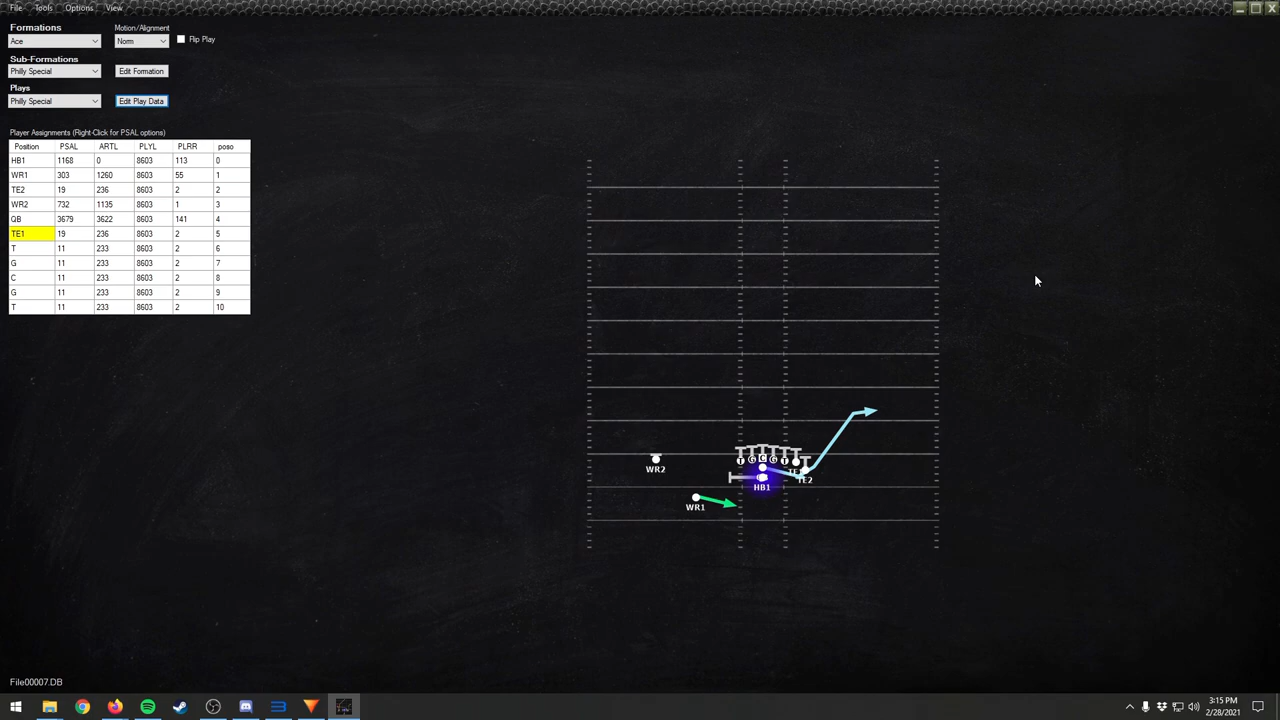 File Tools Options View
Formations Motion/Alignment
Ace Norm Flip Play
Sub-Formations
Philly Special Edit Formation
Plays
Philly Special Edit Play Data
Player Assignments (Right-Click for PSAL options)
Position PSAL ARTL PLYL PLRR poso
HB1 1168 0 8603 113 0
WR1 303 1260 8603 55 1
TE2 19 236 8603 2 2
WR2 732 1135 8603 1 3
QB 3679 3622 8603 141 4
TE1 19 236 8603 2 5
T 11 233 8603 2 6
G 11 233 8603 2 7
C 11 233 8603 2 8
G 11 233 8603 2 9
T 11 233 8603 2 10
T G C G T
WR2 TE2
HB1
WR1
File00007.DB
3:15 PM
2/28/2021